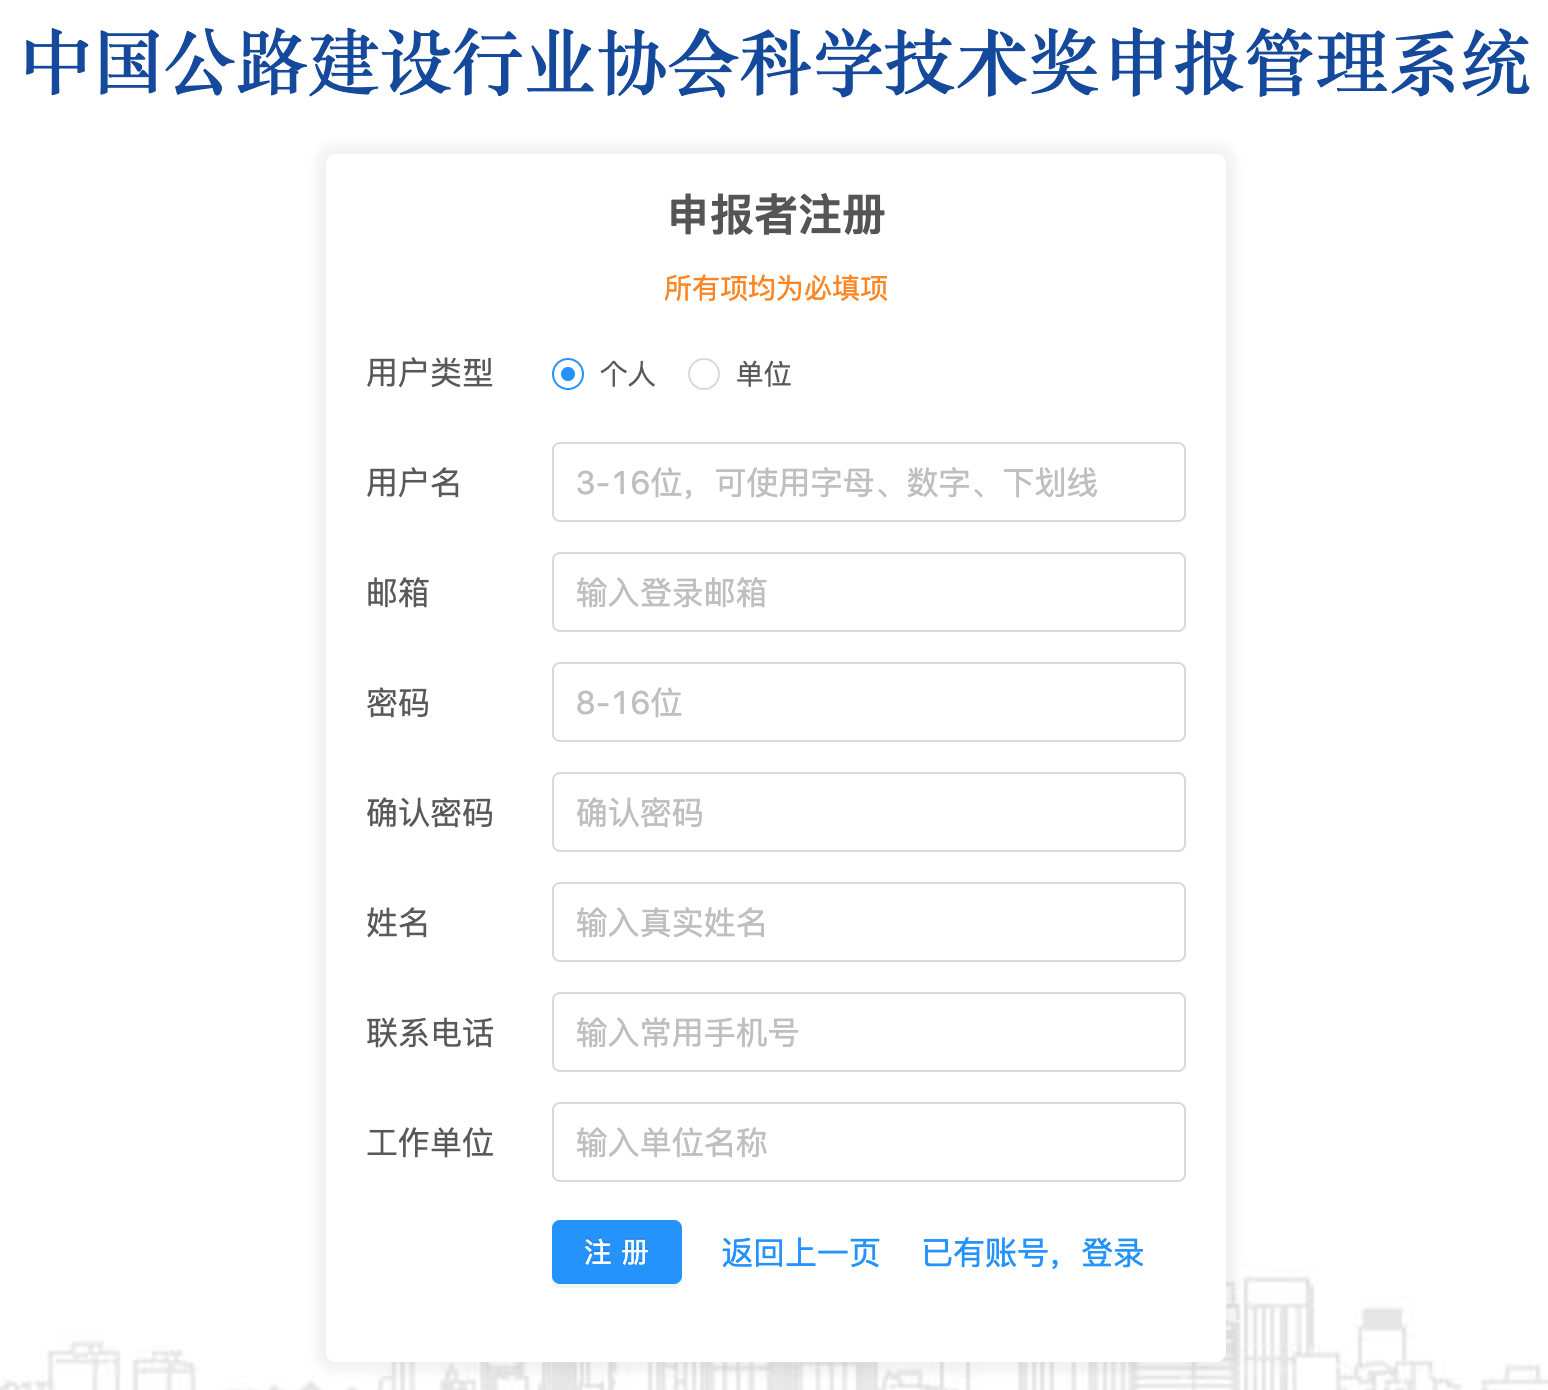 中国公路建设行业协会科学技术奖申报管理系统
申报者注册
所有项均为必填项
用户类型 个人 单位
用户名 3-16位，可使用字母、数字、下划线
邮箱 输入登录邮箱
密码 8-16位
确认密码 确认密码
姓名 输入真实姓名
联系电话 输入常用手机号
工作单位 输入单位名称
注 册 返回上一页 已有账号，登录